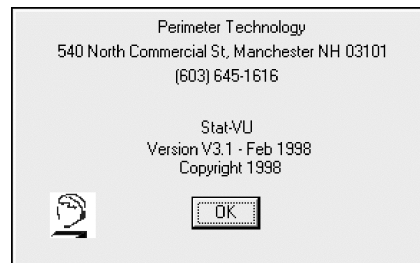 Perimeter Technology
540 North Commercial St, Manchester NH 03101
(603) 645-1616
Stat-VU
Version V3.1 - Feb 1998
Copyright 1998
OK